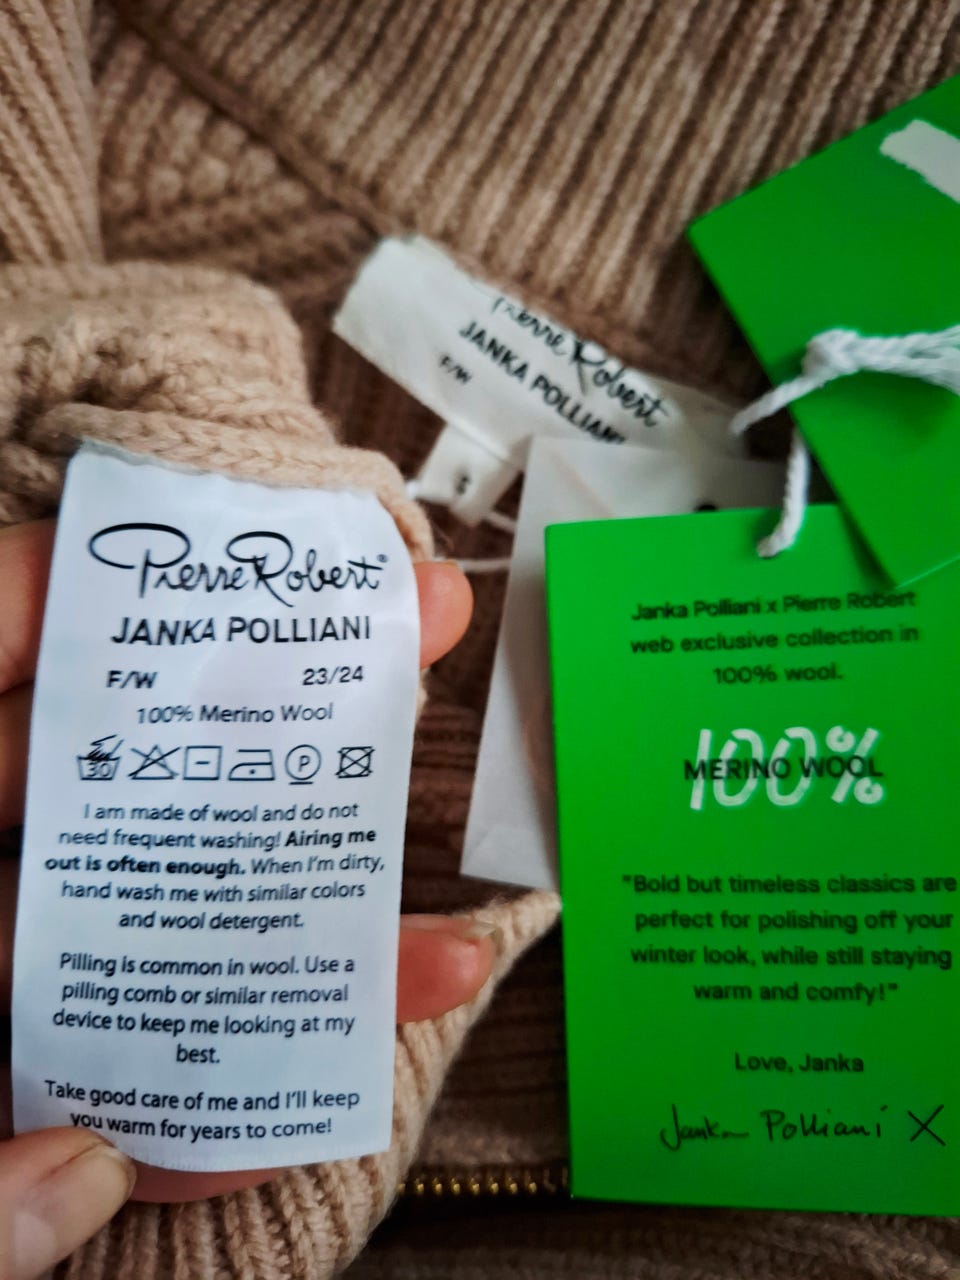 Pierre Robert
JANKA POLLIANI
F/W
S
Pierre Robert®
JANKA POLLIANI
F/W 23/24
100% Merino Wool
30
P
I am made of wool and do not
need frequent washing! Airing me
out is often enough. When I'm dirty,
hand wash me with similar colors
and wool detergent.
Pilling is common in wool. Use a
pilling comb or similar removal
device to keep me looking at my
best.
Take good care of me and I'll keep
you warm for years to come!
Janka Polliani x Pierre Robert
web exclusive collection in
100% wool.
100%
MERINO WOOL
"Bold but timeless classics are
perfect for polishing off your
winter look, while still staying
warm and comfy!"
Love, Janka
Janka Polliani X